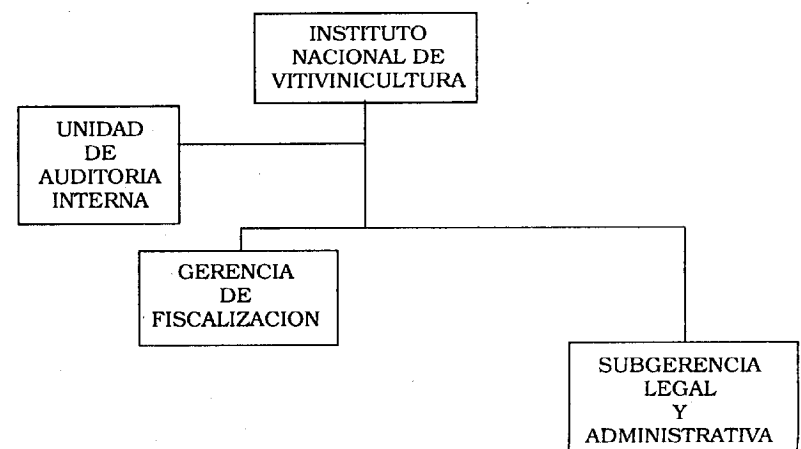 INSTITUTO
NACIONAL DE
VITIVINICULTURA
UNIDAD
DE
AUDITORIA
INTERNA
GERENCIA
DE
FISCALIZACION
SUBGERENCIA
LEGAL
Y
ADMINISTRATIVA